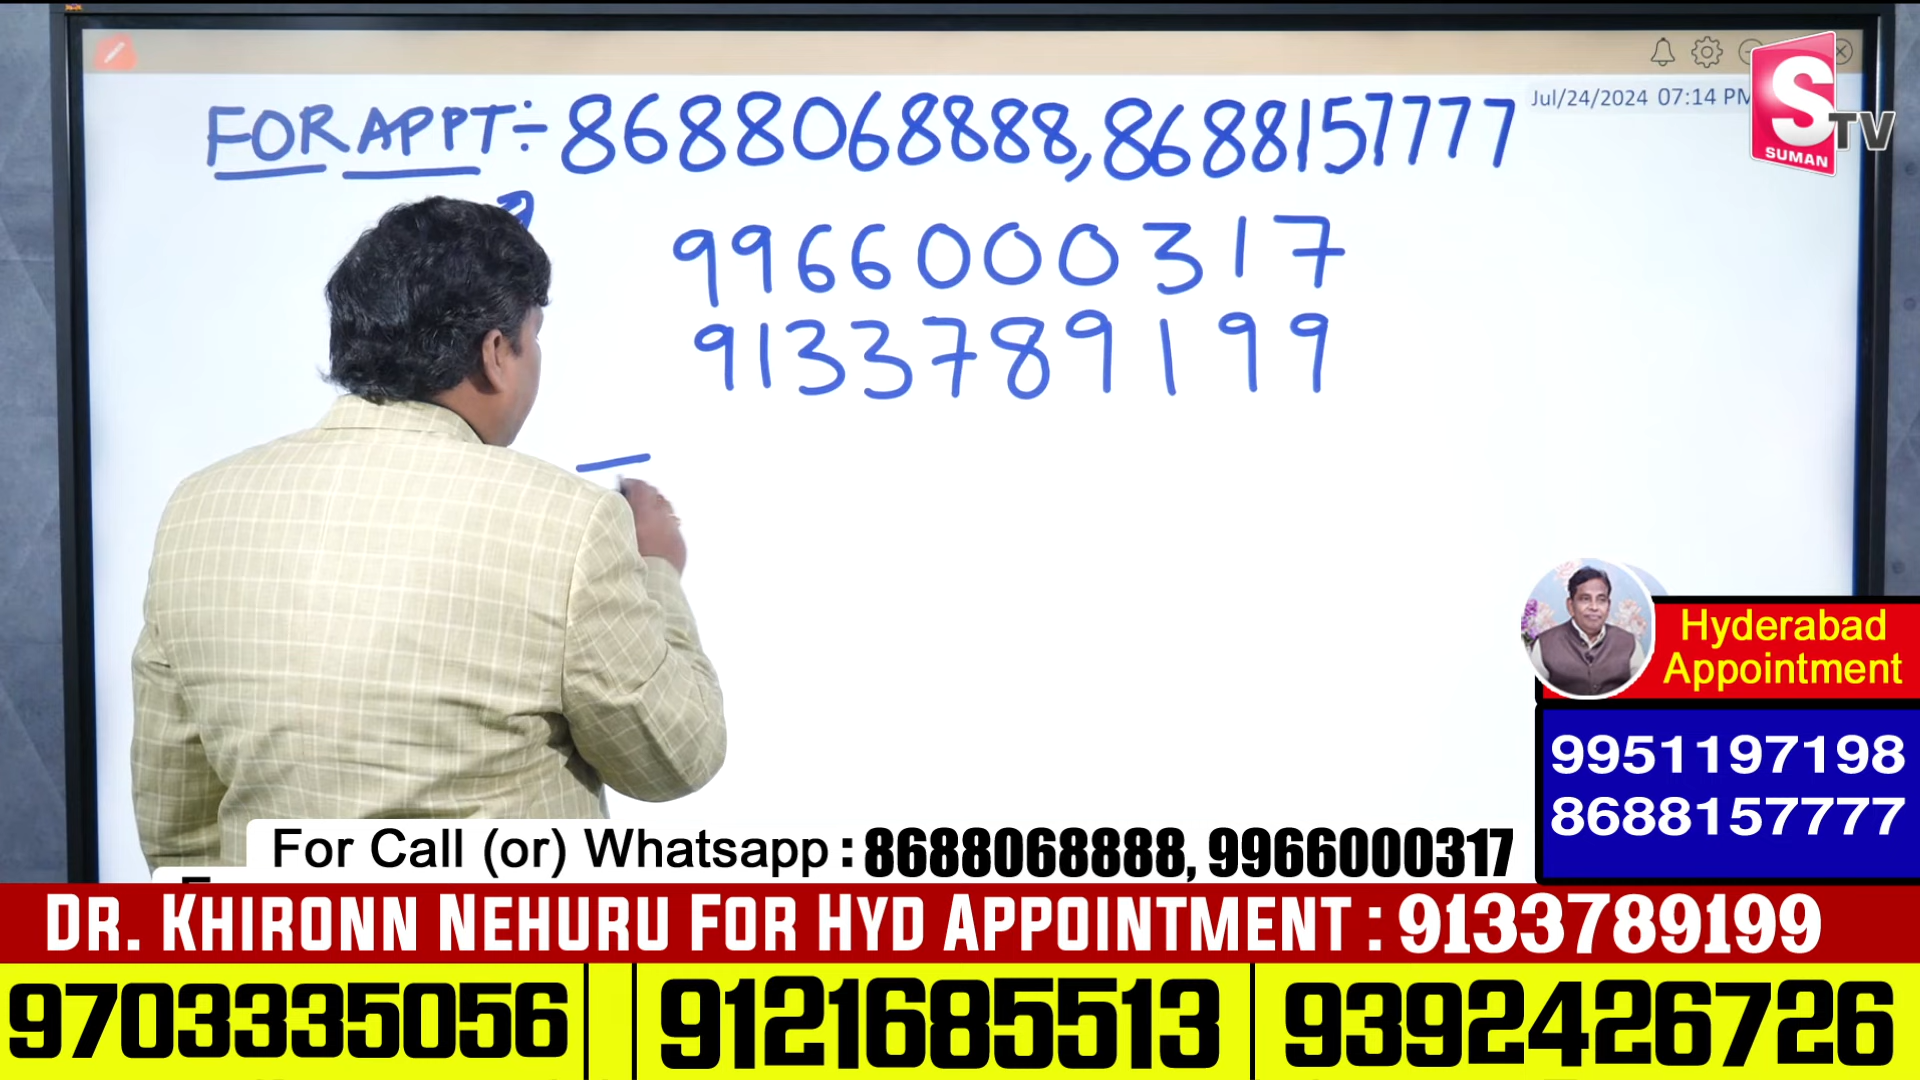 Jul/24/2024 07:14 PM
S
TV
SUMAN
FOR APPT÷ 8688068888, 8688157777
9966000317
9133789199
Hyderabad
Appointment
9951197198
8688157777
For Call (or) Whatsapp : 8688068888, 9966000317
DR. KHIRONN NEHURU FOR HYD APPOINTMENT : 9133789199
9703335056
9121685513
9392426726